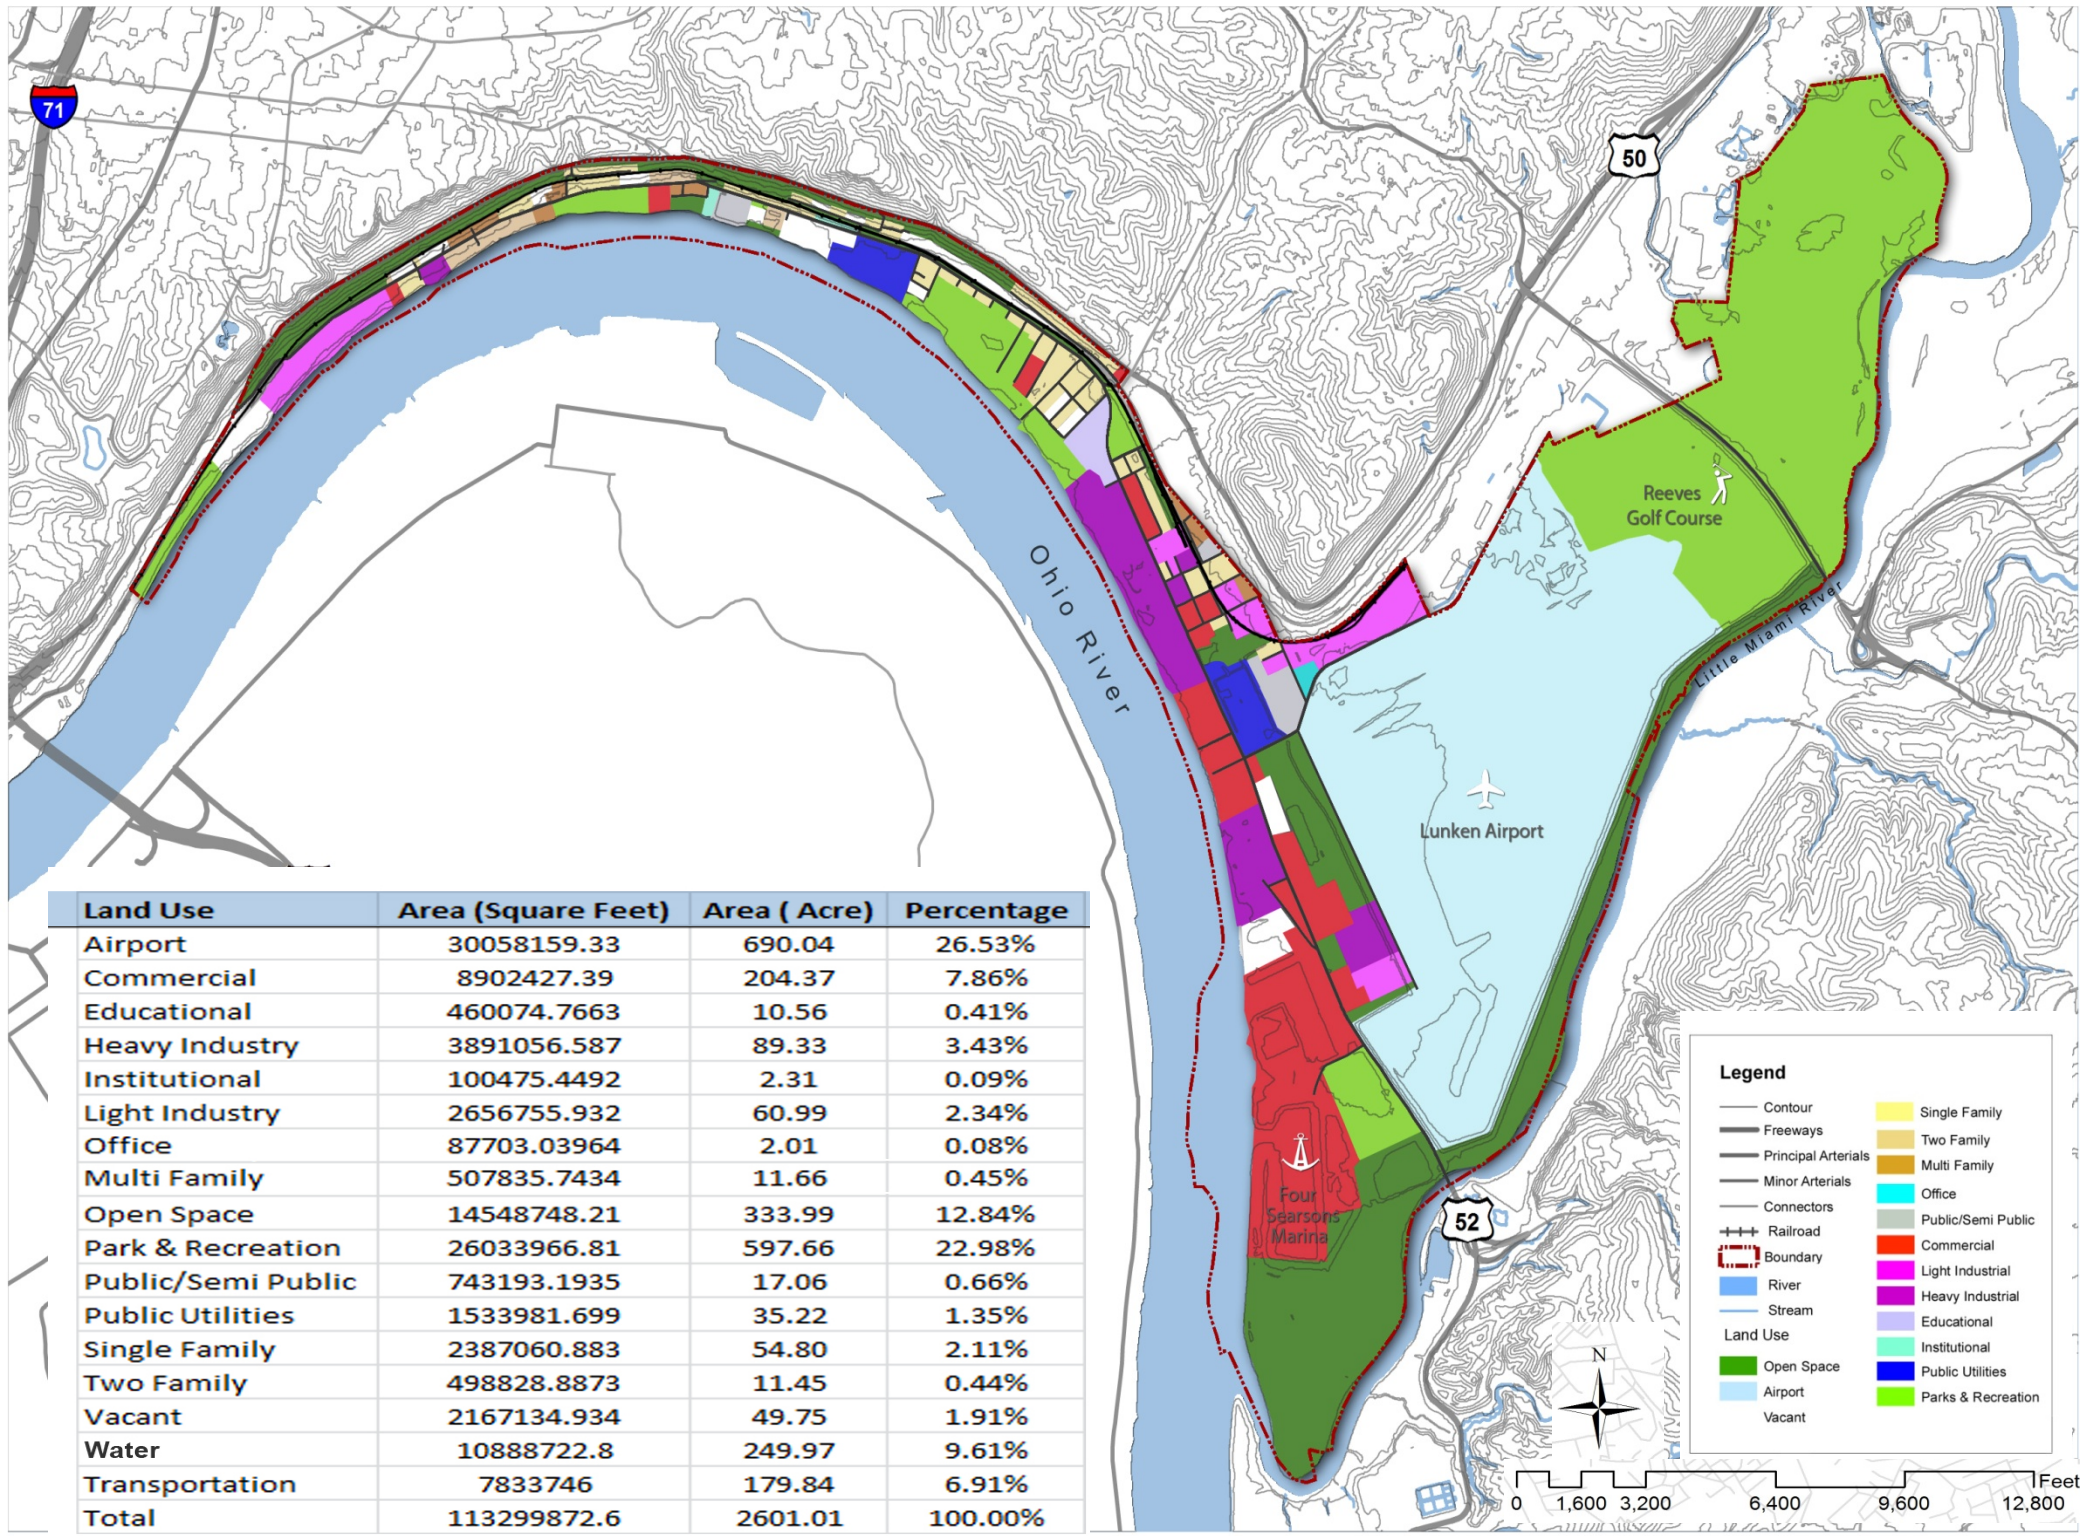 71
50
Reeves
Golf Course
Ohio River
Little Miami River
Lunken Airport
Four
Searsons
Marina
52
Land Use Area (Square Feet) Area ( Acre) Percentage
Airport 30058159.33 690.04 26.53%
Commercial 8902427.39 204.37 7.86%
Educational 460074.7663 10.56 0.41%
Heavy Industry 3891056.587 89.33 3.43%
Institutional 100475.4492 2.31 0.09%
Light Industry 2656755.932 60.99 2.34%
Office 87703.03964 2.01 0.08%
Multi Family 507835.7434 11.66 0.45%
Open Space 14548748.21 333.99 12.84%
Park & Recreation 26033966.81 597.66 22.98%
Public/Semi Public 743193.1935 17.06 0.66%
Public Utilities 1533981.699 35.22 1.35%
Single Family 2387060.883 54.80 2.11%
Two Family 498828.8873 11.45 0.44%
Vacant 2167134.934 49.75 1.91%
Water 10888722.8 249.97 9.61%
Transportation 7833746 179.84 6.91%
Total 113299872.6 2601.01 100.00%
Legend
Contour
Freeways
Principal Arterials
Minor Arterials
Connectors
Railroad
Boundary
River
Stream
Land Use
Open Space
Airport
Vacant
Single Family
Two Family
Multi Family
Office
Public/Semi Public
Commercial
Light Industrial
Heavy Industrial
Educational
Institutional
Public Utilities
Parks & Recreation
N
Feet
0 1,600 3,200 6,400 9,600 12,800